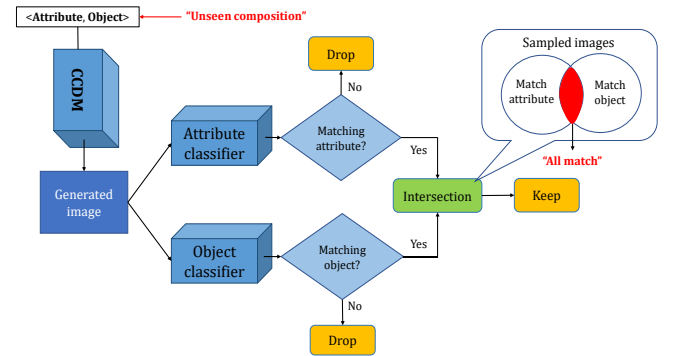 <Attribute, Object>
“Unseen composition”
CCDM
Generated
image
Attribute
classifier
Object
classifier
Drop
No
Matching
attribute?
Yes
Matching
object?
Yes
No
Drop
Intersection
Keep
Sampled images
Match
attribute
Match
object
“All match”